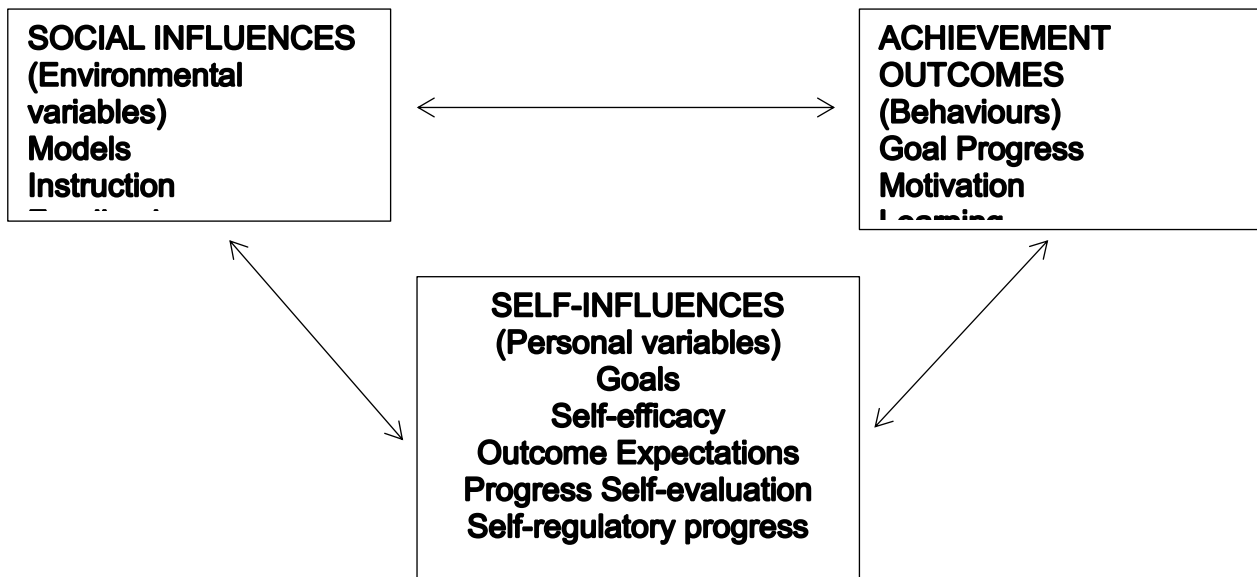 SOCIAL INFLUENCES
(Environmental
variables)
Models
Instruction
ACHIEVEMENT
OUTCOMES
(Behaviours)
Goal Progress
Motivation
Learning
SELF-INFLUENCES
(Personal variables)
Goals
Self-efficacy
Outcome Expectations
Progress Self-evaluation
Self-regulatory progress